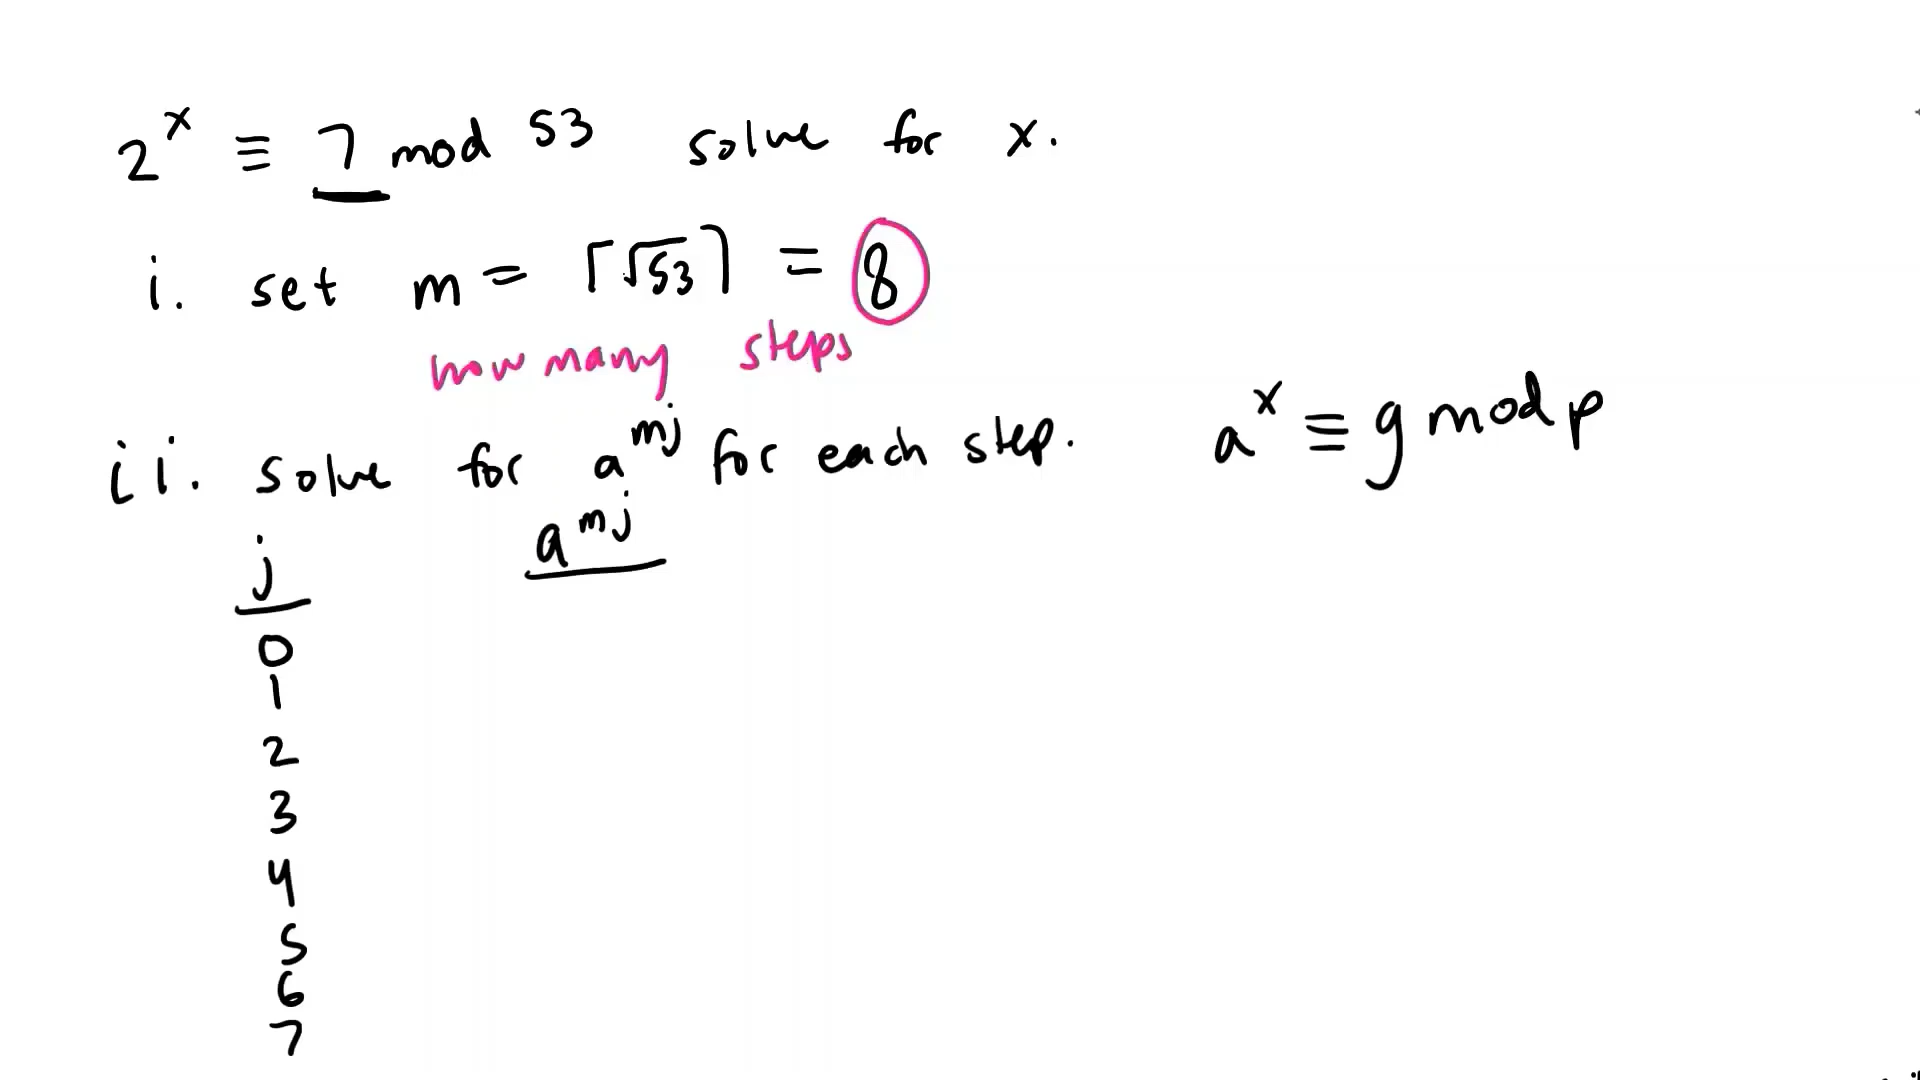 2^x ≡ 7 mod 53 solve for x.
i. set m = ⌈√53⌉ = 8
how many steps
ii. solve for a^mj for each step.
a^x ≡ g mod p
j a^mj
0
1
2
3
4
5
6
7